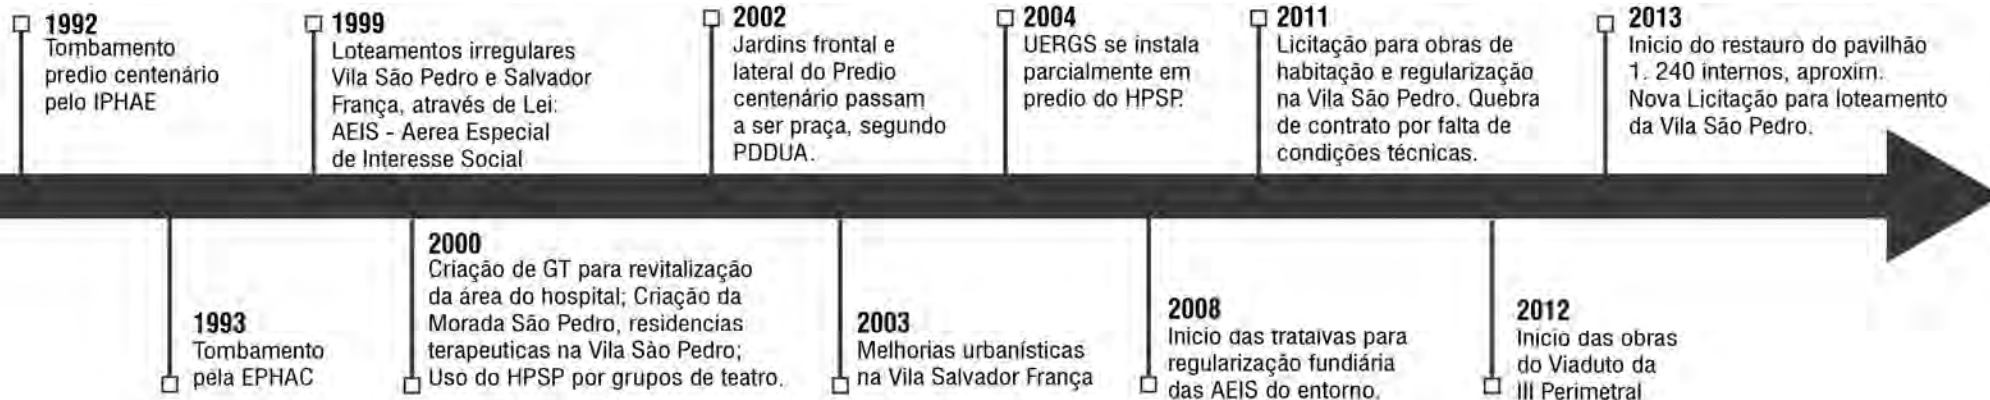 1992
Tombamento
predio centenário
pelo IPHAE
1993
Tombamento
pela EPHAC
1999
Loteamentos irregulares
Vila São Pedro e Salvador
França, através de Lei:
AEIS - Aerea Especial
de Interesse Social
2000
Criação de GT para revitalização
da área do hospital; Criação da
Morada São Pedro, residencias
terapeuticas na Vila São Pedro;
Uso do HPSP por grupos de teatro.
2002
Jardins frontal e
lateral do Predio
centenário passam
a ser praça, segundo
PDDUA.
2003
Melhorias urbanísticas
na Vila Salvador França
2004
UERGS se instala
parcialmente em
predio do HPSP.
2008
Inicio das trataivas para
regularização fundiária
das AEIS do entorno.
2011
Licitação para obras de
habitação e regularização
na Vila São Pedro. Quebra
de contrato por falta de
condições técnicas.
2012
Inicio das obras
do Viaduto da
III Perimetral
2013
Inicio do restauro do pavilhão
1. 240 internos, aproxim.
Nova Licitação para loteamento
da Vila São Pedro.